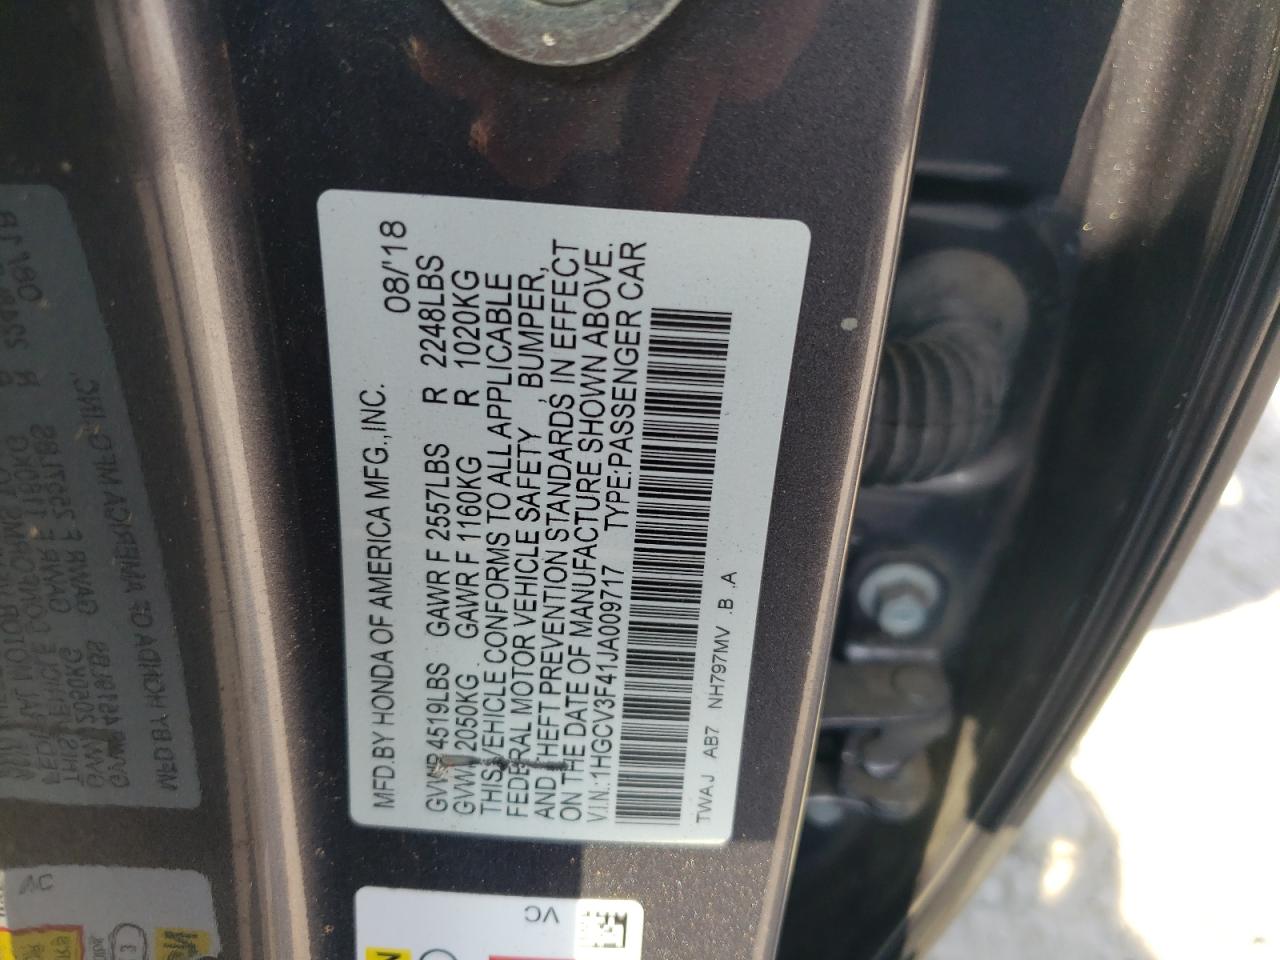 MFD.BY HONDA OF AMERICA MFG.,INC. 08/'18
GVWR 4519LBS GAWR F 2557LBS R 2248LBS
GVWR 2050KG GAWR F 1160KG R 1020KG
THIS VEHICLE CONFORMS TO ALL APPLICABLE
FEDERAL MOTOR VEHICLE SAFETY, BUMPER,
AND THEFT PREVENTION STANDARDS IN EFFECT
ON THE DATE OF MANUFACTURE SHOWN ABOVE.
V.I.N.:1HGCV3F41JA009717 TYPE:PASSENGER CAR
TWAJ AB7 NH797MV .B .A
VC